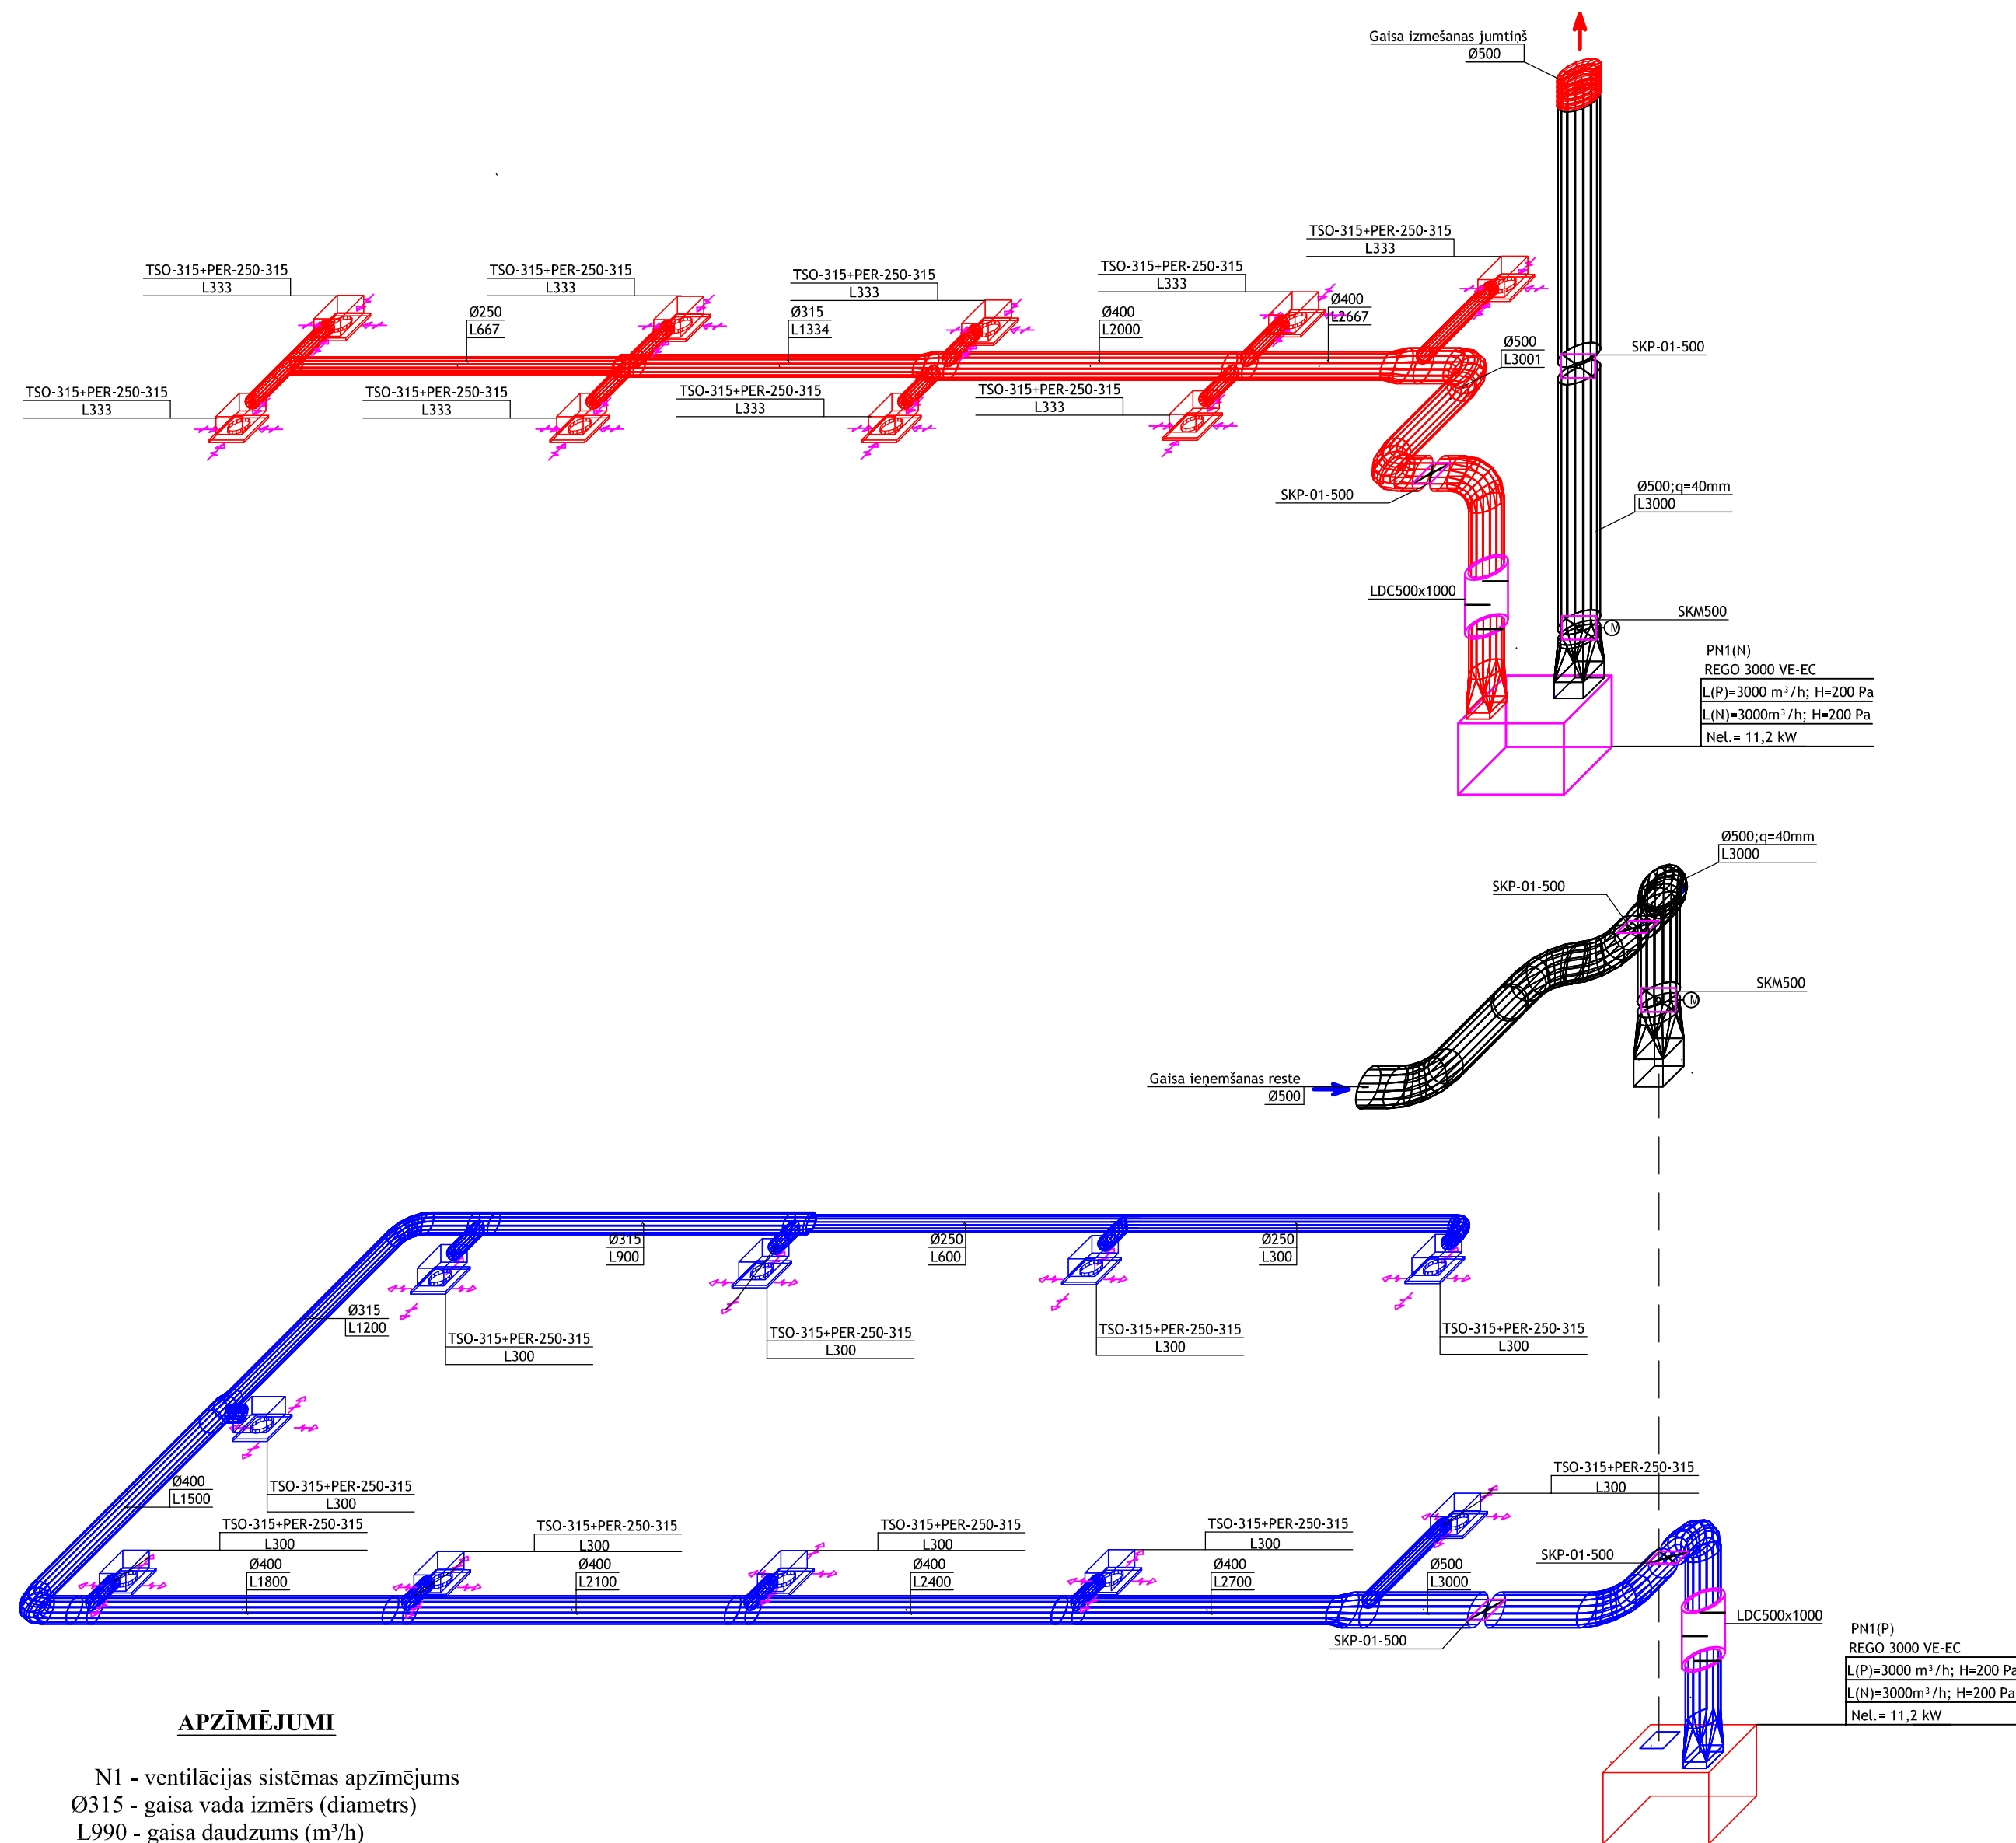 Gaisa izmešanas jumtiņš
Ø500
TSO-315+PER-250-315
L333
TSO-315+PER-250-315
L333
TSO-315+PER-250-315
L333
TSO-315+PER-250-315
L333
TSO-315+PER-250-315
L333
Ø250
L667
Ø315
L1334
Ø400
L2000
Ø400
L2667
Ø500
L3001
SKP-01-500
TSO-315+PER-250-315
L333
TSO-315+PER-250-315
L333
TSO-315+PER-250-315
L333
TSO-315+PER-250-315
L333
SKP-01-500
Ø500;q=40mm
L3000
LDC500x1000
SKM500
M
PN1(N)
REGO 3000 VE-EC
L(P)=3000 m³/h; H=200 Pa
L(N)=3000m³/h; H=200 Pa
Nel.= 11,2 kW
Ø500;q=40mm
L3000
SKP-01-500
SKM500
M
Gaisa ieņemšanas reste
Ø500
Ø315
L900
Ø250
L600
Ø250
L300
Ø315
L1200
TSO-315+PER-250-315
L300
TSO-315+PER-250-315
L300
TSO-315+PER-250-315
L300
TSO-315+PER-250-315
L300
Ø400
L1500
TSO-315+PER-250-315
L300
TSO-315+PER-250-315
L300
TSO-315+PER-250-315
L300
TSO-315+PER-250-315
L300
TSO-315+PER-250-315
L300
TSO-315+PER-250-315
L300
Ø400
L1800
Ø400
L2100
Ø400
L2400
Ø400
L2700
Ø500
L3000
SKP-01-500
SKP-01-500
LDC500x1000
PN1(P)
REGO 3000 VE-EC
L(P)=3000 m³/h; H=200 Pa
L(N)=3000m³/h; H=200 Pa
Nel.= 11,2 kW
APZĪMĒJUMI
N1 - ventilācijas sistēmas apzīmējums
Ø315 - gaisa vada izmērs (diametrs)
L990 - gaisa daudzums (m³/h)